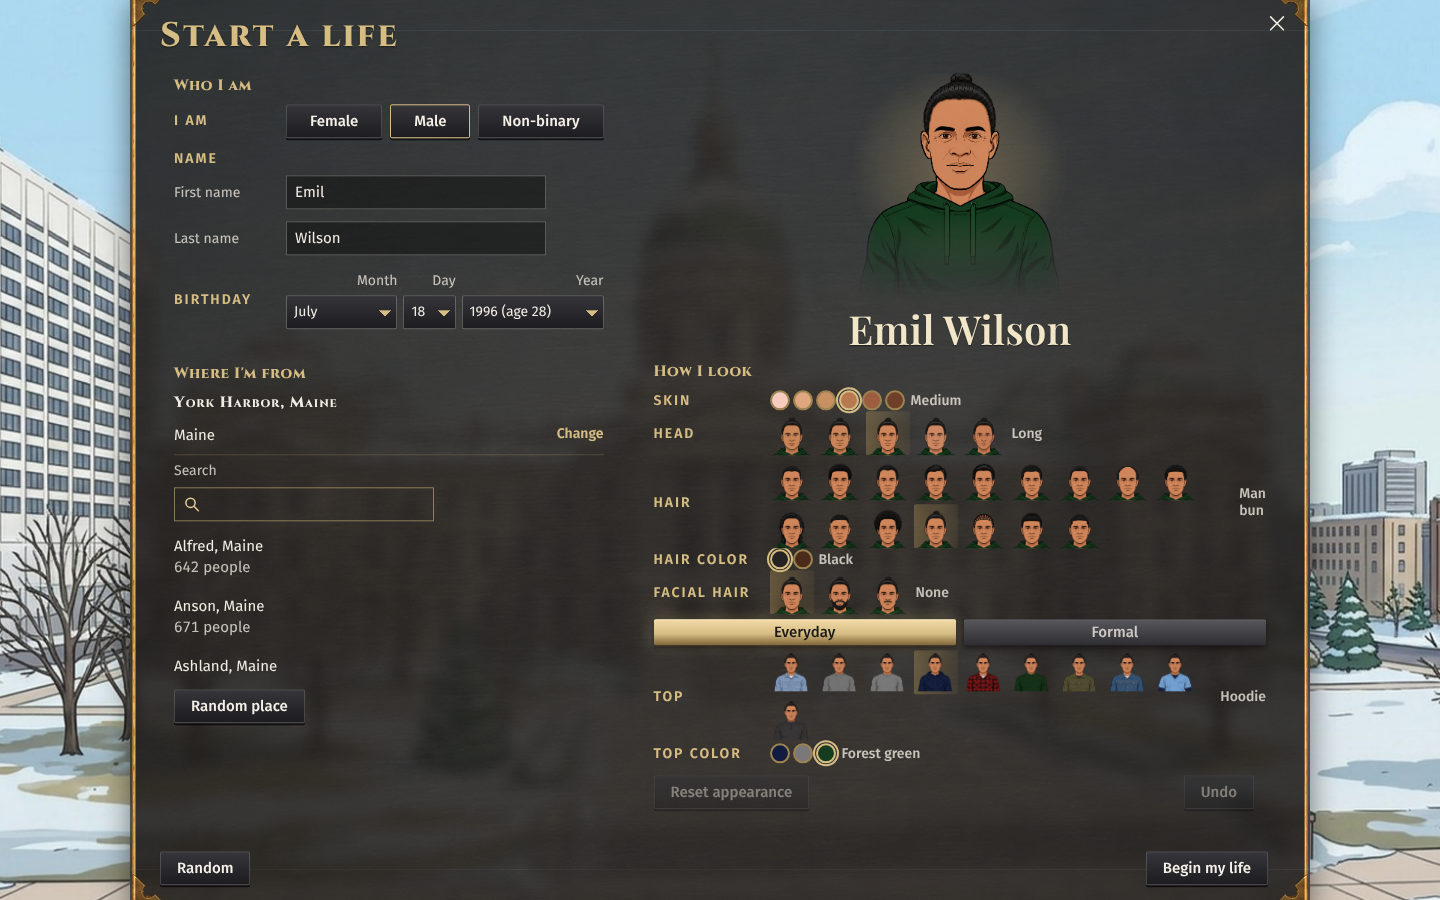 START A LIFE
WHO I AM
I AM
Female
Male
Non-binary
NAME
First name
Emil
Last name
Wilson
Month
Day
Year
BIRTHDAY
July
18
1996 (age 28)
WHERE I'M FROM
YORK HARBOR, MAINE
Maine
Change
Search
Alfred, Maine
642 people
Anson, Maine
671 people
Ashland, Maine
Random place
Random
Emil Wilson
HOW I LOOK
SKIN
Medium
HEAD
Long
HAIR
Man
bun
HAIR COLOR
Black
FACIAL HAIR
None
Everyday
Formal
TOP
Hoodie
TOP COLOR
Forest green
Reset appearance
Undo
Begin my life